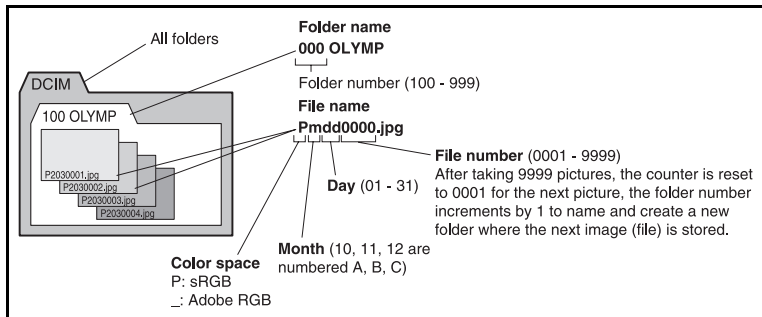 All folders
DCIM
100 OLYMP
P2030001.jpg
P2030002.jpg
P2030003.jpg
P2030004.jpg
Folder name
000 OLYMP
Folder number (100 - 999)
File name
Pmdd0000.jpg
File number (0001 - 9999)
After taking 9999 pictures, the counter is reset
to 0001 for the next picture, the folder number
increments by 1 to name and create a new
folder where the next image (file) is stored.
Day (01 - 31)
Month (10, 11, 12 are
numbered A, B, C)
Color space
P: sRGB
_: Adobe RGB